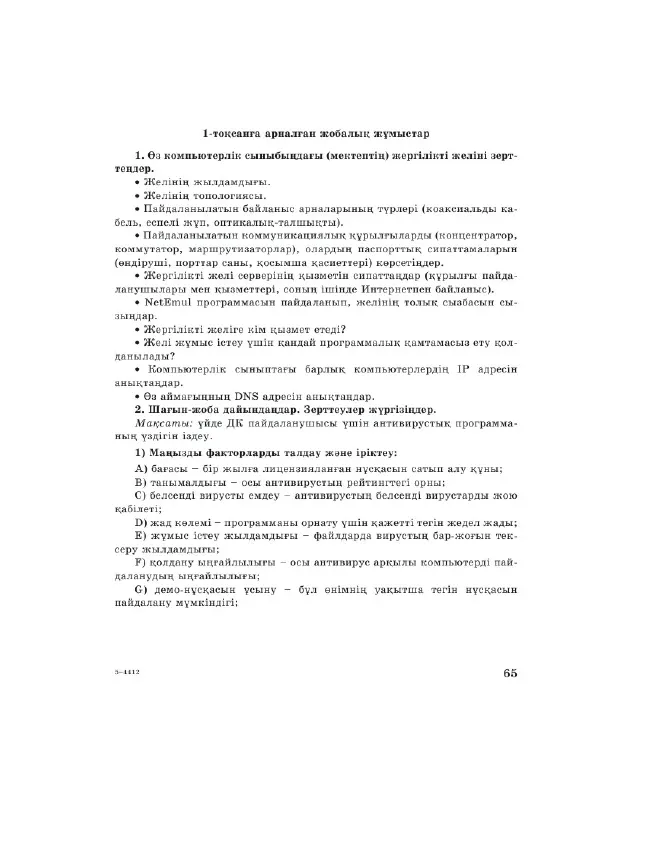 1-тоқсанға арналған жобалық жұмыстар
1. Өз компьютерлік сыныбыңдағы (мектептің) жергілікті желіні зерт-
теңдер.
• Желінің жылдамдығы.
• Желінің топологиясы.
• Пайдаланылатын байланыс арналарының түрлері (коаксиальды ка-
бель, еспелі жұп, оптикалық-талшықты).
• Пайдаланылатын коммуникациялық құрылғыларды (концентратор,
коммутатор, маршрутизаторлар), олардың паспорттық сипаттамаларын
(өндіруші, порттар саны, қосымша қасиеттері) көрсетіңдер.
• Жергілікті желі серверінің қызметін сипаттаңдар (құрылғы пайда-
ланушылары мен қызметтері, соның ішінде Интернетпен байланыс).
• NetEmul программасын пайдаланып, желінің толық сызбасын сы-
зыңдар.
• Жергілікті желіге кім қызмет етеді?
• Желі жұмыс істеу үшін қандай программалық қамтамасыз ету қол-
данылады?
• Компьютерлік сыныптағы барлық компьютерлердің IP адресін
анықтаңдар.
• Өз аймағыңның DNS адресін анықтаңдар.
2. Шағын-жоба дайындаңдар. Зерттеулер жүргізіңдер.
Мақсаты: үйде ДК пайдаланушысы үшін антивирустық программа-
ның үздігін іздеу.
1) Маңызды факторларды талдау және іріктеу:
A) бағасы – бір жылға лицензияланған нұсқасын сатып алу құны;
B) танымалдығы – осы антивирустың рейтингтегі орны;
C) белсенді вирусты емдеу – антивирустың белсенді вирустарды жою
қабілеті;
D) жад көлемі – программаны орнату үшін қажетті тегін жедел жады;
E) жұмыс істеу жылдамдығы – файлдарда вирустың бар-жоғын тек-
серу жылдамдығы;
F) қолдану ыңғайлылығы – осы антивирус арқылы компьютерді пай-
даланудың ыңғайлылығы;
G) демо-нұсқасын ұсыну – бұл өнімнің уақытша тегін нұсқасын
пайдалану мүмкіндігі;
5–4412
65